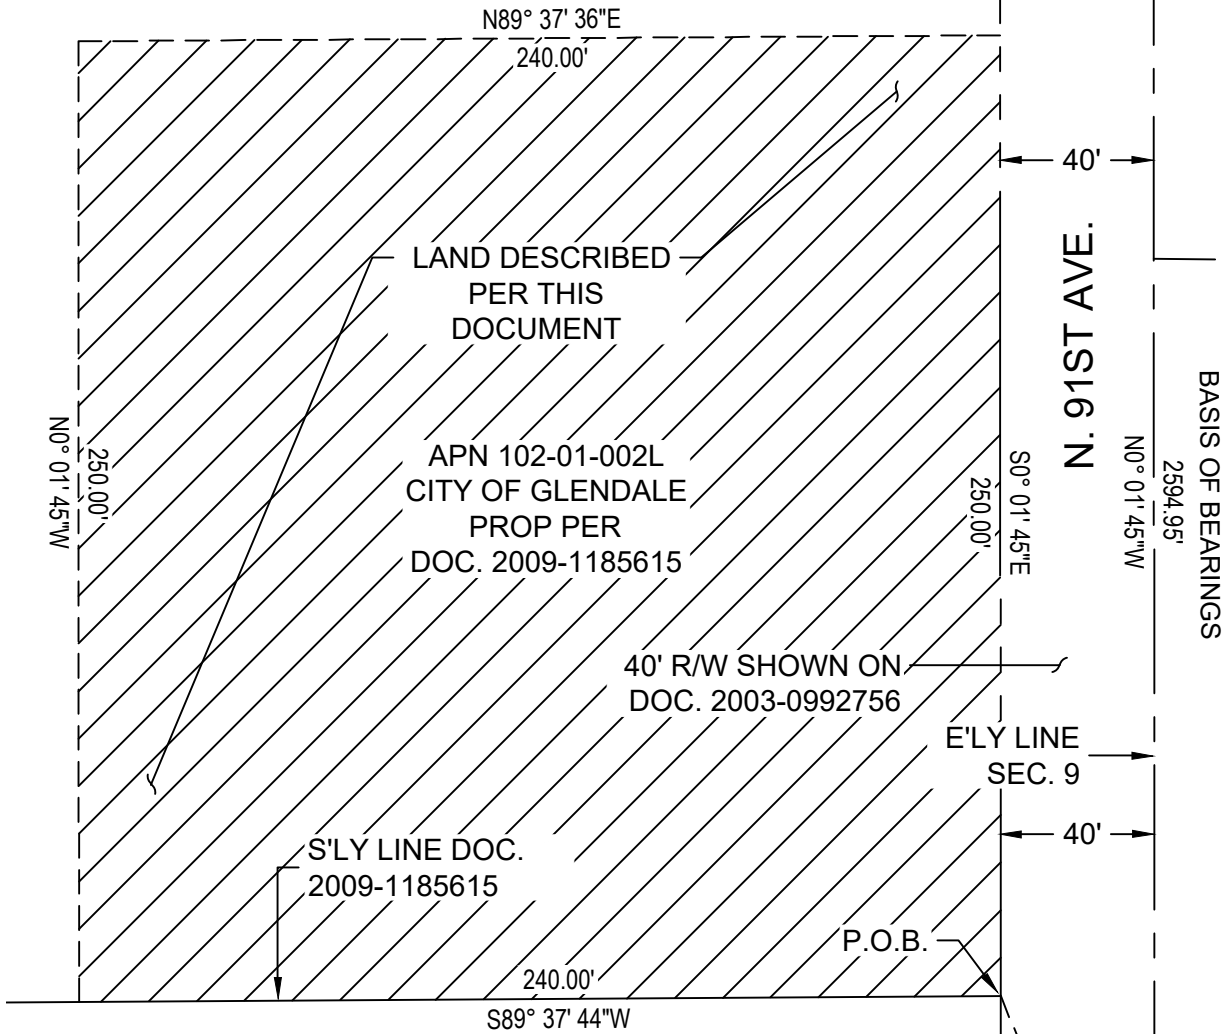 N89° 37' 36"E
240.00'
40'
LAND DESCRIBED
PER THIS
DOCUMENT
N. 91ST AVE.
APN 102-01-002L
CITY OF GLENDALE
PROP PER
DOC. 2009-1185615
N0° 01' 45"W
250.00'
250.00'
S0° 01' 45"E
N0° 01' 45"W
2594.95'
BASIS OF BEARINGS
40' R/W SHOWN ON
DOC. 2003-0992756
E'LY LINE
SEC. 9
40'
S'LY LINE DOC.
2009-1185615
P.O.B.
240.00'
S89° 37' 44"W